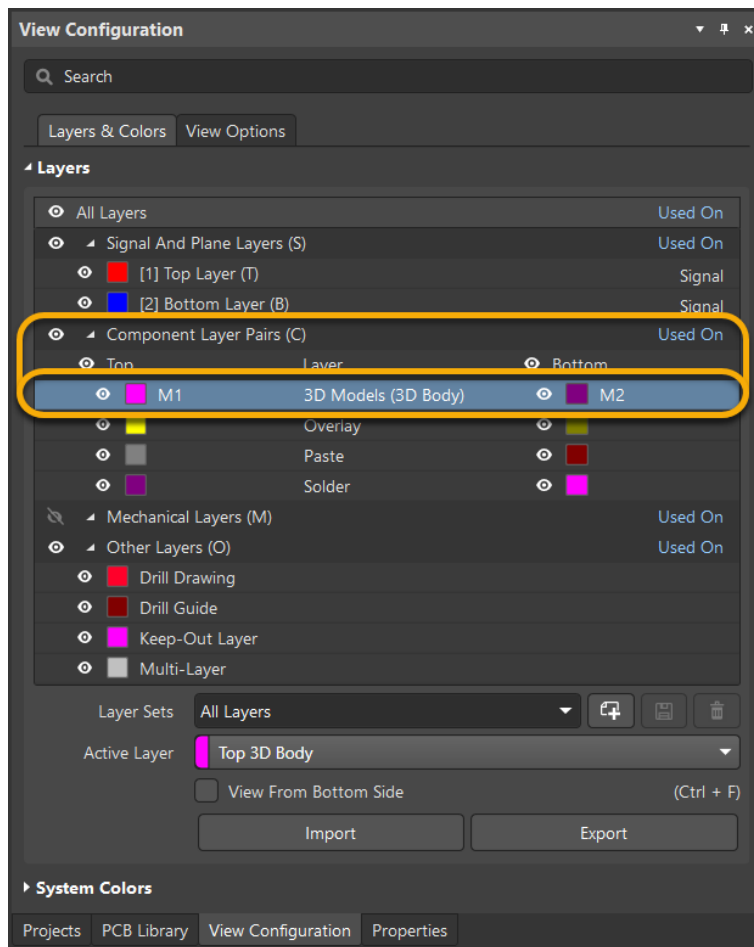 View Configuration
Search
Layers & Colors View Options
Layers
All Layers Used On
Signal And Plane Layers (S) Used On
[1] Top Layer (T) Signal
[2] Bottom Layer (B) Signal
Component Layer Pairs (C) Used On
Top Layer Bottom
M1 3D Models (3D Body) M2
Overlay
Paste
Solder
Mechanical Layers (M) Used On
Other Layers (O) Used On
Drill Drawing
Drill Guide
Keep-Out Layer
Multi-Layer
Layer Sets All Layers
Active Layer Top 3D Body
View From Bottom Side (Ctrl + F)
Import Export
System Colors
Projects PCB Library View Configuration Properties